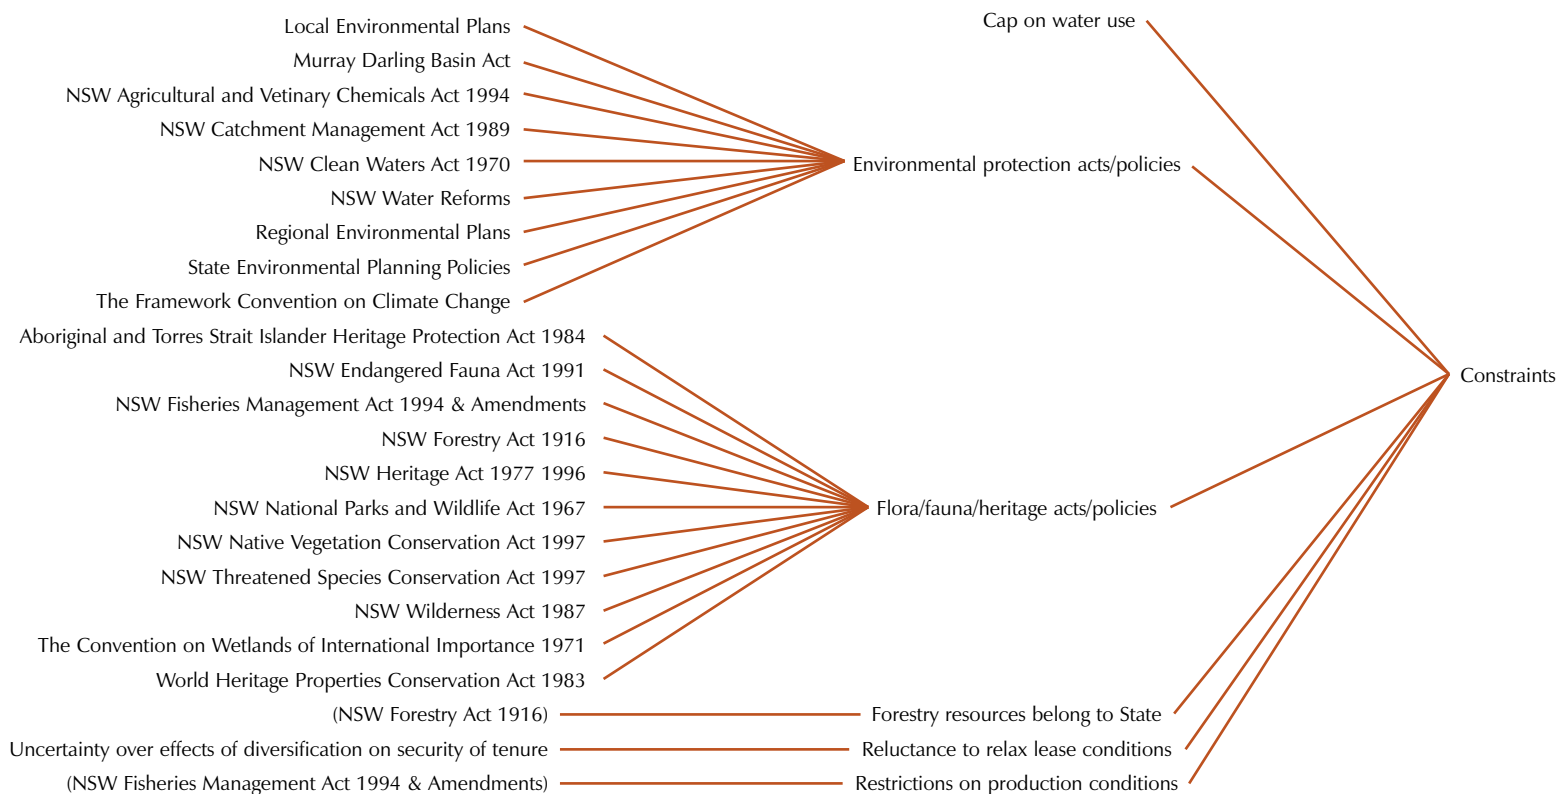 Cap on water use
Local Environmental Plans
Murray Darling Basin Act
NSW Agricultural and Vetinary Chemicals Act 1994
NSW Catchment Management Act 1989
NSW Clean Waters Act 1970
Environmental protection acts/policies
NSW Water Reforms
Regional Environmental Plans
State Environmental Planning Policies
The Framework Convention on Climate Change
Aboriginal and Torres Strait Islander Heritage Protection Act 1984
NSW Endangered Fauna Act 1991
Constraints
NSW Fisheries Management Act 1994 & Amendments
NSW Forestry Act 1916
NSW Heritage Act 1977 1996
NSW National Parks and Wildlife Act 1967
Flora/fauna/heritage acts/policies
NSW Native Vegetation Conservation Act 1997
NSW Threatened Species Conservation Act 1997
NSW Wilderness Act 1987
The Convention on Wetlands of International Importance 1971
World Heritage Properties Conservation Act 1983
(NSW Forestry Act 1916)
Forestry resources belong to State
Uncertainty over effects of diversification on security of tenure
Reluctance to relax lease conditions
(NSW Fisheries Management Act 1994 & Amendments)
Restrictions on production conditions